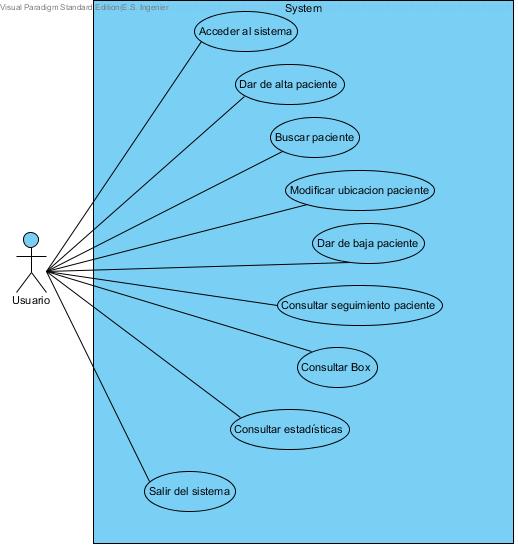 Visual Paradigm Standard Edition(E.S. Ingenier
System
Acceder al sistema
Dar de alta paciente
Buscar paciente
Modificar ubicacion paciente
Dar de baja paciente
Usuario
Consultar seguimiento paciente
Consultar Box
Consultar estadísticas
Salir del sistema